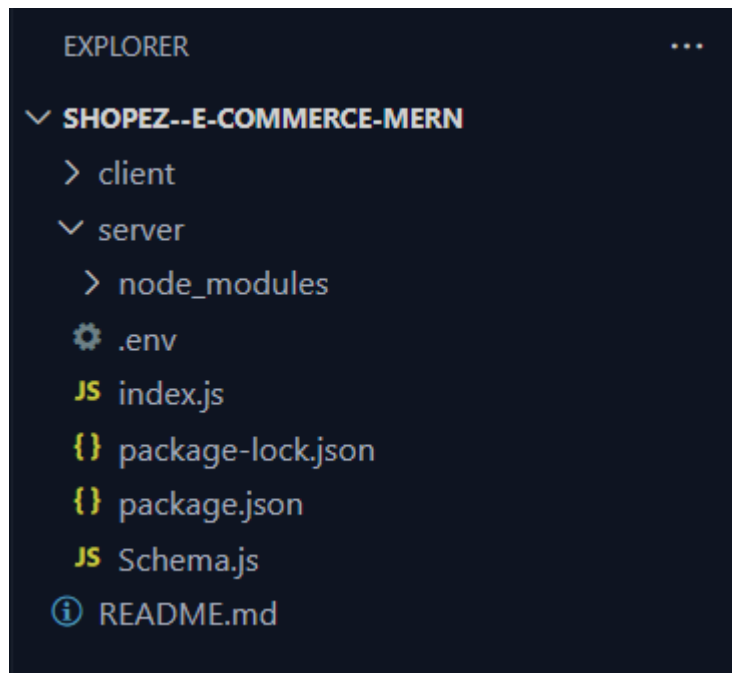 EXPLORER ...
SHOPEZ--E-COMMERCE-MERN
client
server
node_modules
.env
JS index.js
{} package-lock.json
{} package.json
JS Schema.js
README.md